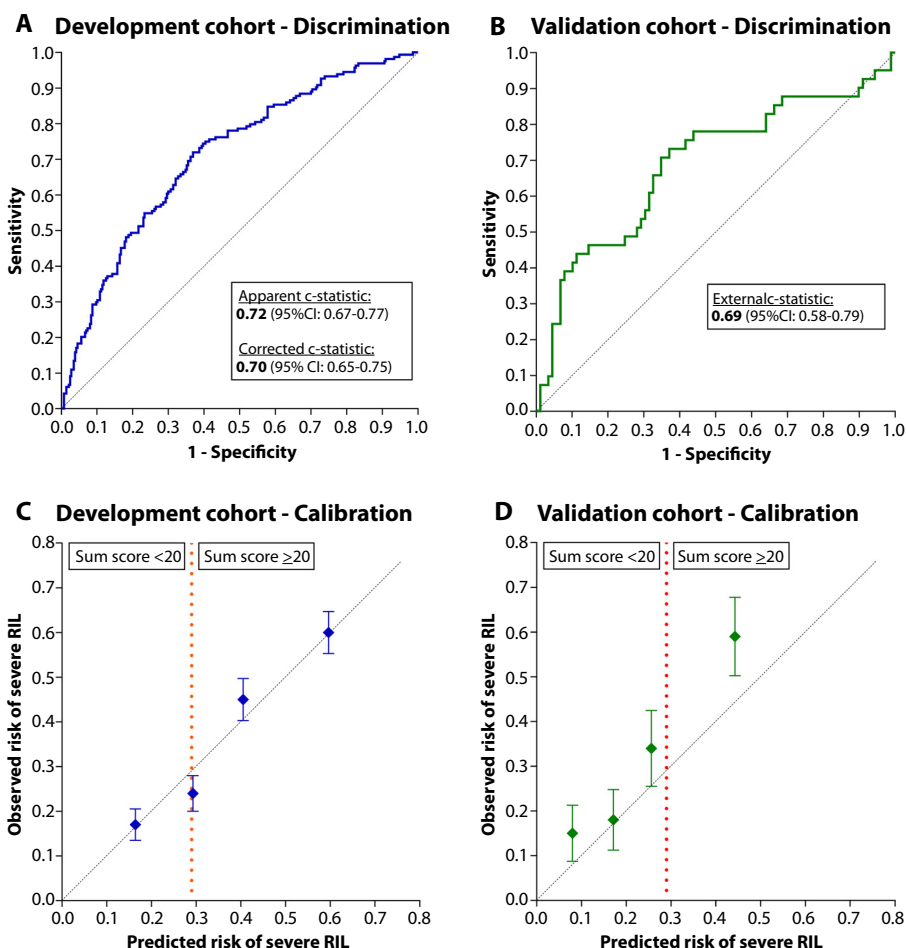 A Development cohort - Discrimination
1.0
0.9
0.8
0.7
0.6
0.5
0.4
0.3
0.2
0.1
0.0
Sensitivity
Apparent c-statistic:
0.72 (95%CI: 0.67-0.77)
Corrected c-statistic:
0.70 (95% CI: 0.65-0.75)
0.0 0.1 0.2 0.3 0.4 0.5 0.6 0.7 0.8 0.9 1.0
1 - Specificity
B Validation cohort - Discrimination
1.0
0.9
0.8
0.7
0.6
0.5
0.4
0.3
0.2
0.1
0.0
Sensitivity
Externalc-statistic:
0.69 (95%CI: 0.58-0.79)
0.0 0.1 0.2 0.3 0.4 0.5 0.6 0.7 0.8 0.9 1.0
1 - Specificity
C Development cohort - Calibration
0.8
0.7
0.6
0.5
0.4
0.3
0.2
0.1
0.0
Observed risk of severe RIL
Sum score <20 Sum score ≥20
0.0 0.1 0.2 0.3 0.4 0.5 0.6 0.7 0.8
Predicted risk of severe RIL
D Validation cohort - Calibration
0.8
0.7
0.6
0.5
0.4
0.3
0.2
0.1
0.0
Observed risk of severe RIL
Sum score <20 Sum score ≥20
0.0 0.1 0.2 0.3 0.4 0.5 0.6 0.7 0.8
Predicted risk of severe RIL